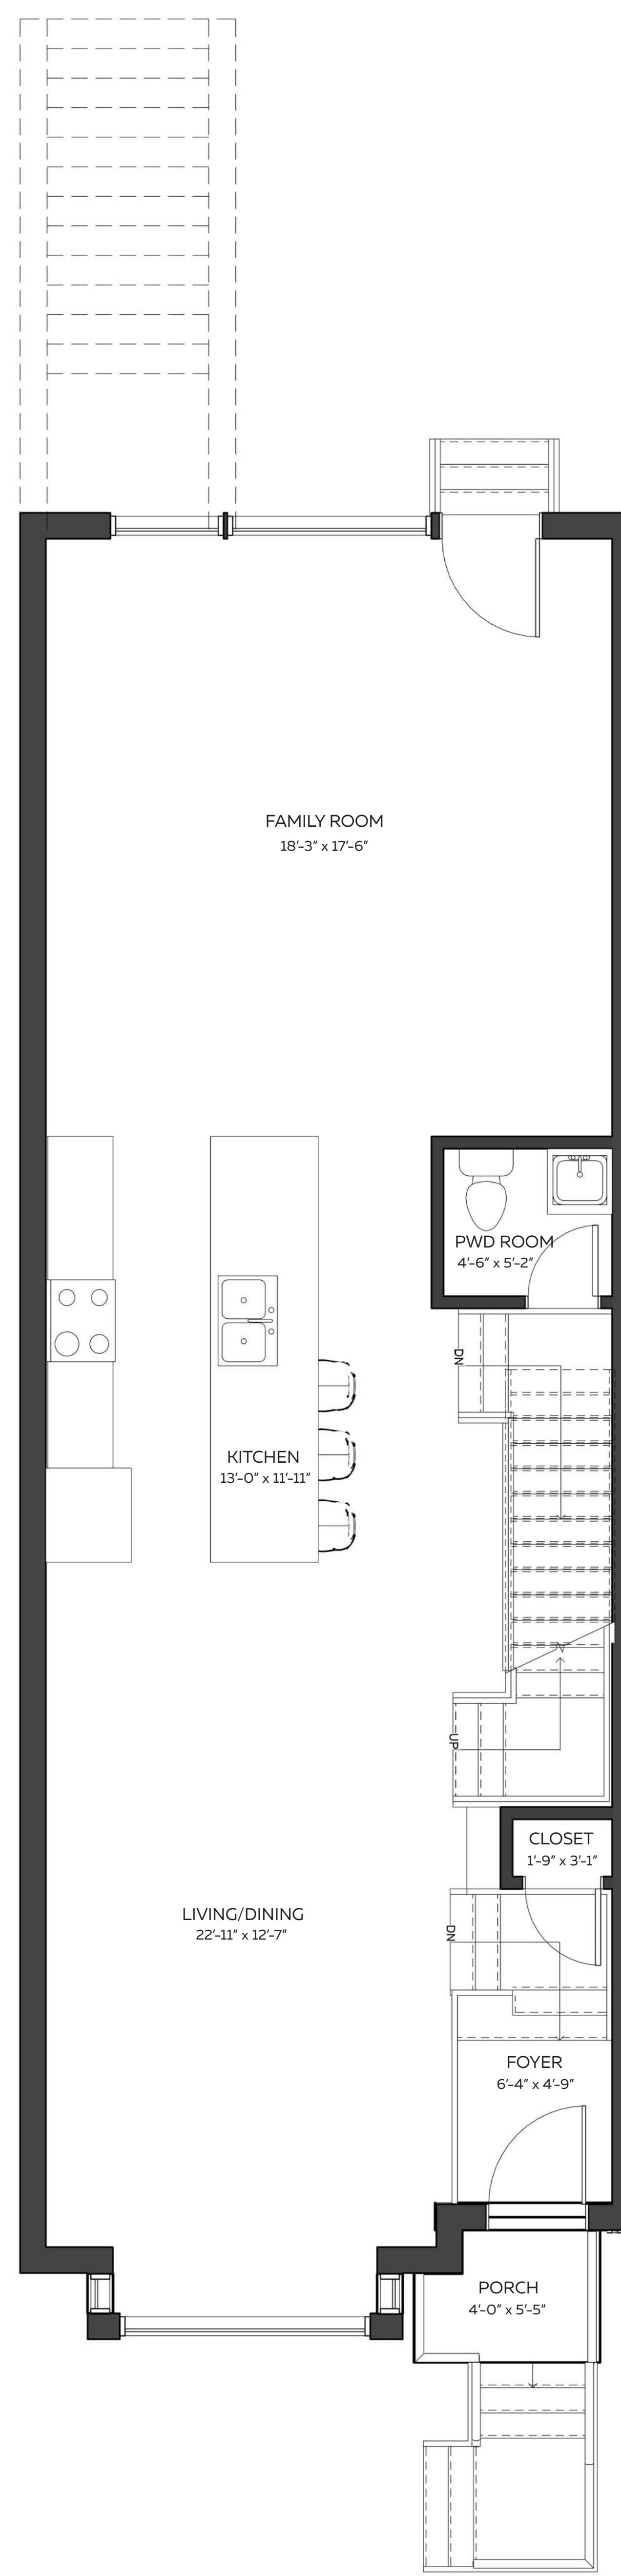 FAMILY ROOM
18'-3" x 17'-6"
PWD ROOM
4'-6" x 5'-2"
DN
KITCHEN
13'-0" x 11'-11"
UP
CLOSET
1'-9" x 3'-1"
LIVING/DINING
22'-11" x 12'-7"
DN
FOYER
6'-4" x 4'-9"
PORCH
4'-0" x 5'-5"